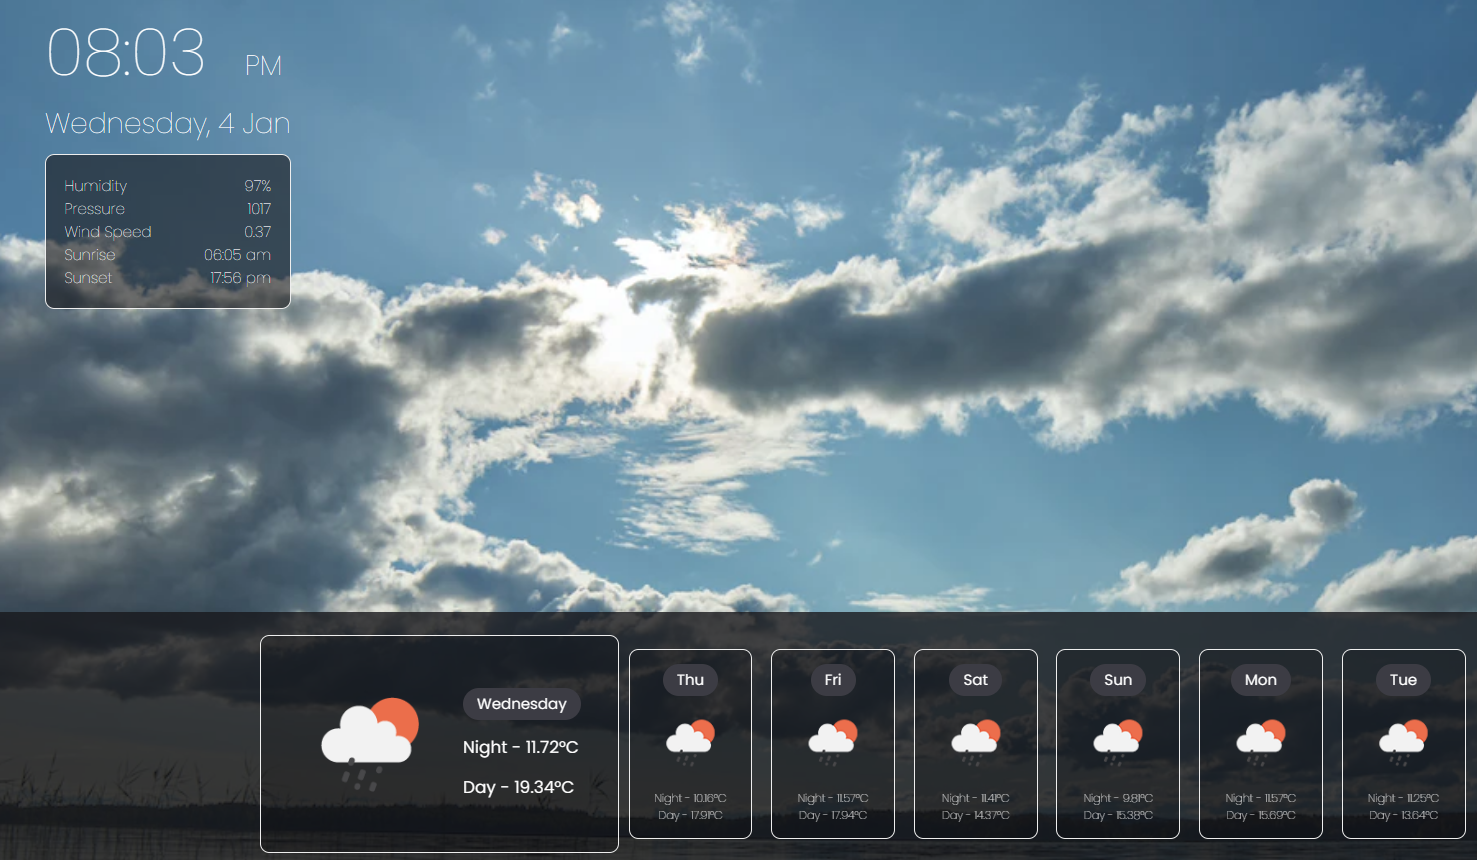 08:03 PM
Wednesday, 4 Jan
Humidity 97%
Pressure 1017
Wind Speed 0.37
Sunrise 06:05 am
Sunset 17:56 pm
Wednesday
Night - 11.72°C
Day - 19.34°C
Thu
Night - 10.16°C
Day - 17.91°C
Fri
Night - 11.57°C
Day - 17.94°C
Sat
Night - 11.41°C
Day - 14.37°C
Sun
Night - 9.81°C
Day - 15.38°C
Mon
Night - 11.57°C
Day - 15.69°C
Tue
Night - 11.25°C
Day - 13.64°C